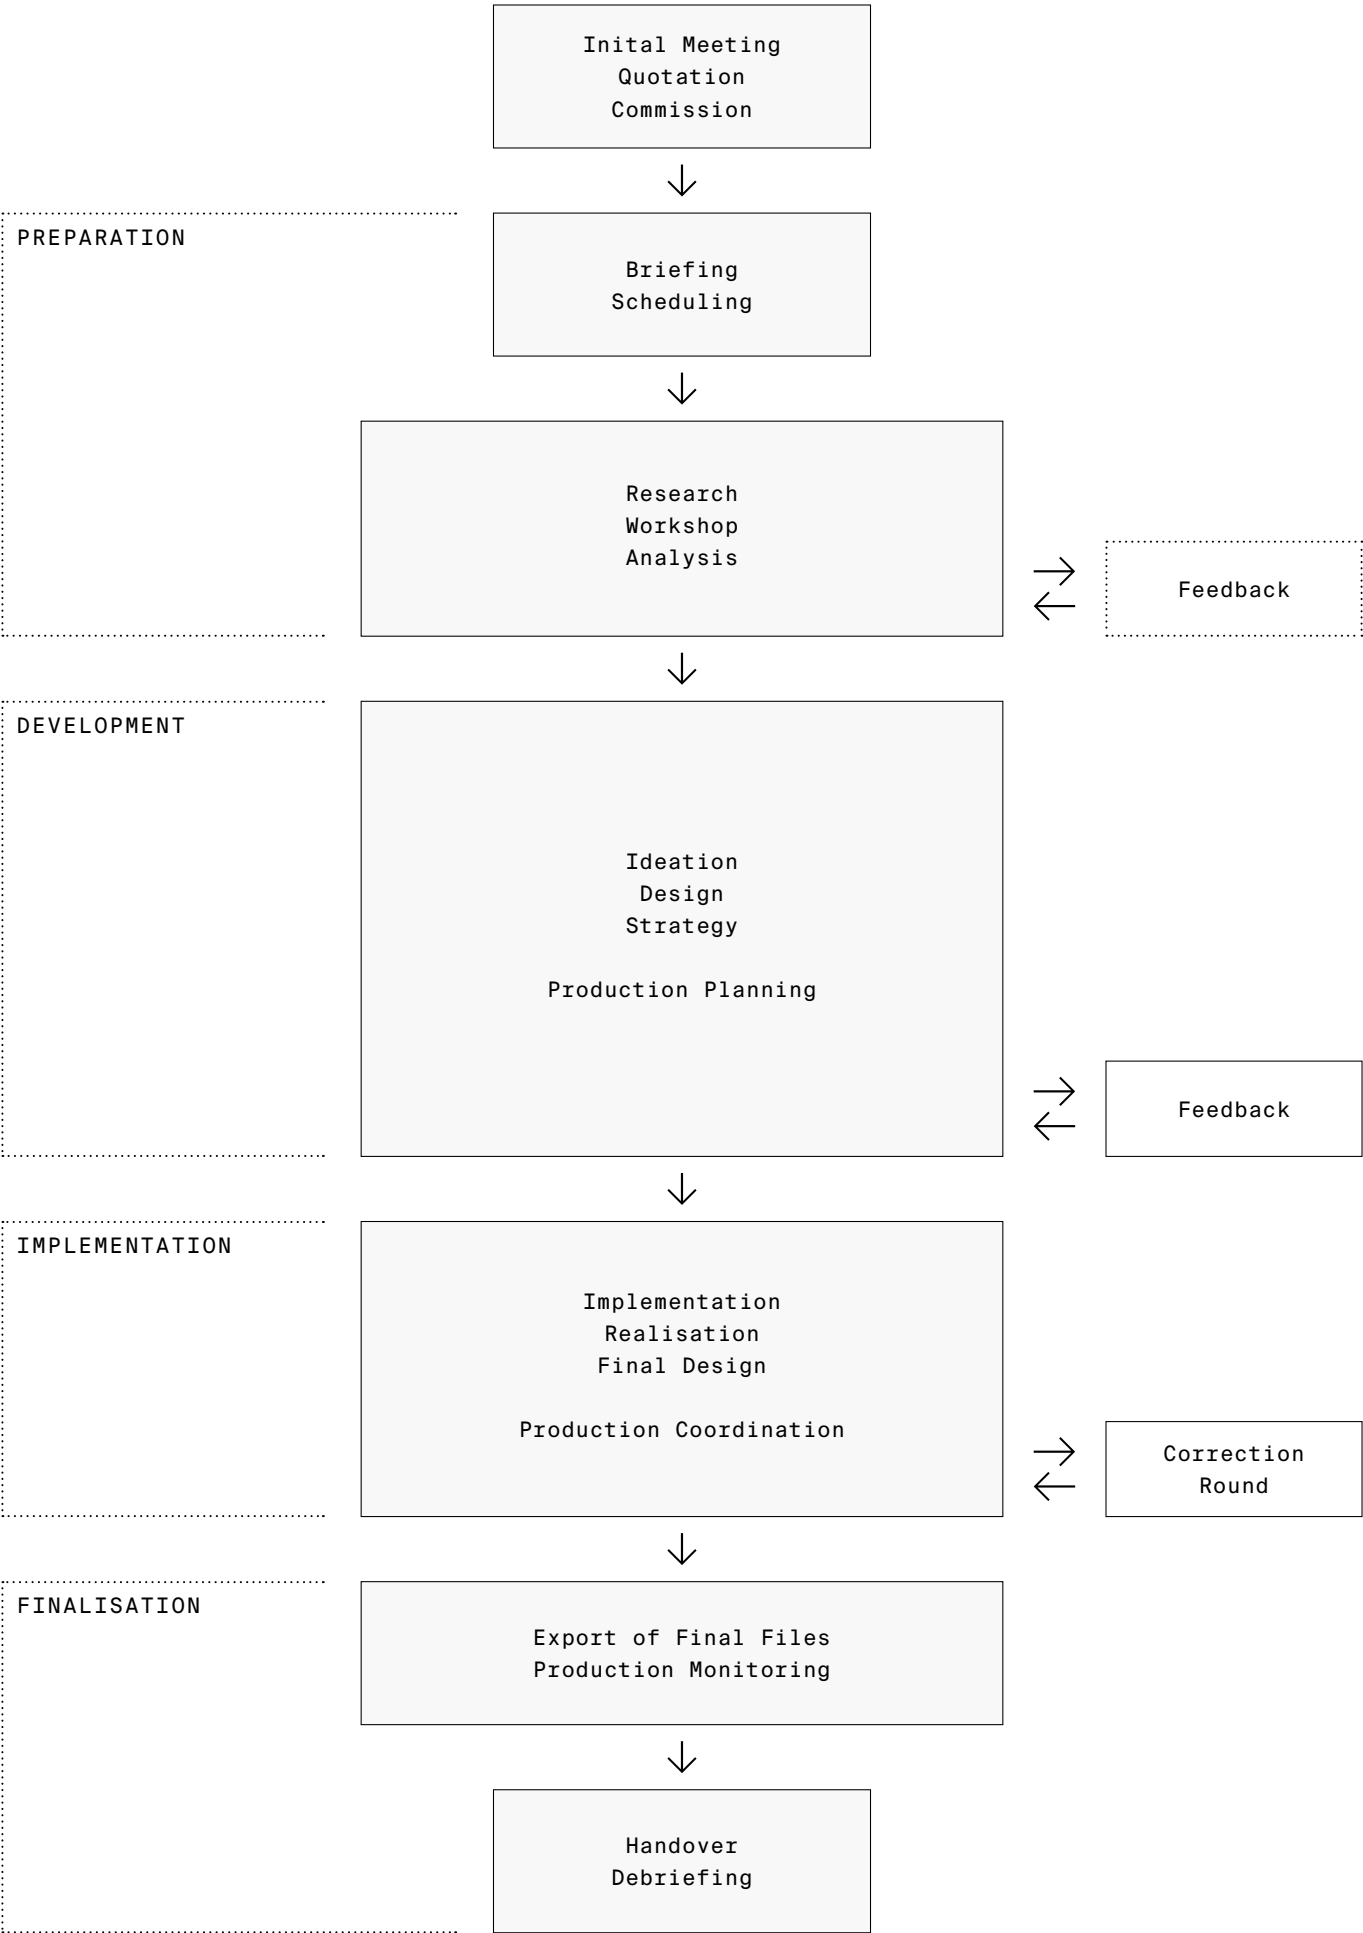 Inital Meeting
Quotation
Commission
PREPARATION
Briefing
Scheduling
Research
Workshop
Analysis
Feedback
DEVELOPMENT
Ideation
Design
Strategy
Production Planning
Feedback
IMPLEMENTATION
Implementation
Realisation
Final Design
Production Coordination
Correction
Round
FINALISATION
Export of Final Files
Production Monitoring
Handover
Debriefing